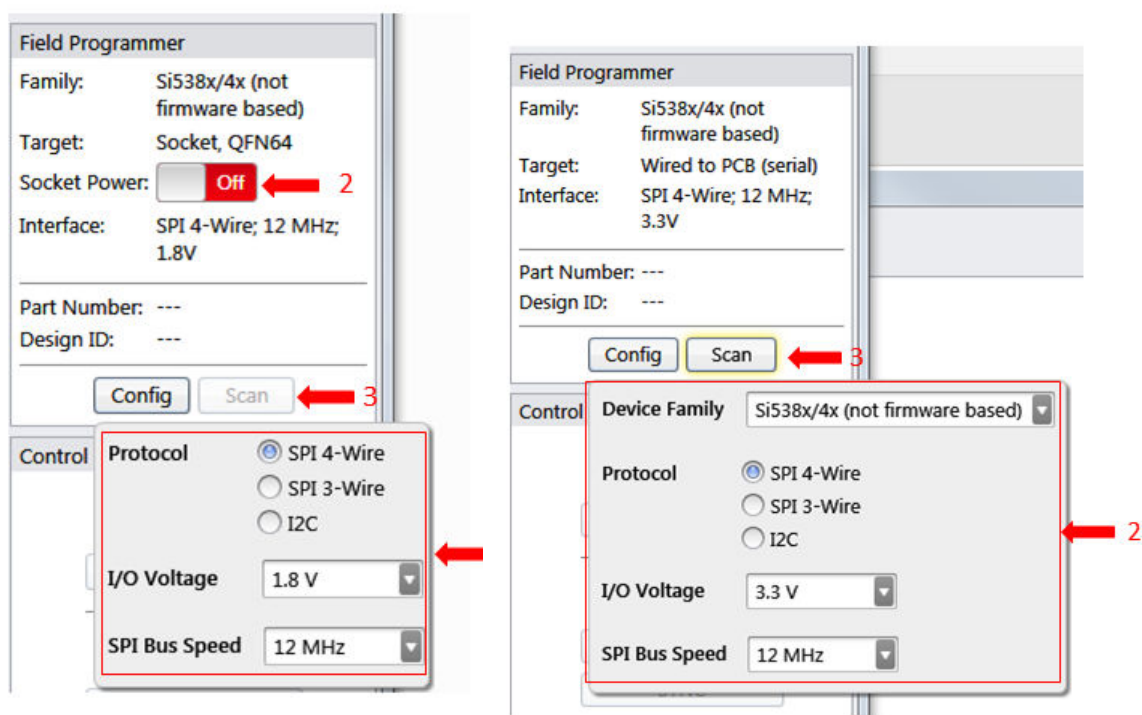 Field Programmer
Family: Si538x/4x (not
firmware based)
Target: Socket, QFN64
Socket Power: Off 2
Interface: SPI 4-Wire; 12 MHz;
1.8V
Part Number: ---
Design ID: ---
Config Scan 3
Control
Protocol SPI 4-Wire
SPI 3-Wire
I2C
I/O Voltage 1.8 V
SPI Bus Speed 12 MHz
Field Programmer
Family: Si538x/4x (not
firmware based)
Target: Wired to PCB (serial)
Interface: SPI 4-Wire; 12 MHz;
3.3V
Part Number: ---
Design ID: ---
Config Scan 3
Control
Device Family Si538x/4x (not firmware based)
Protocol SPI 4-Wire
SPI 3-Wire
I2C
2
I/O Voltage 3.3 V
SPI Bus Speed 12 MHz